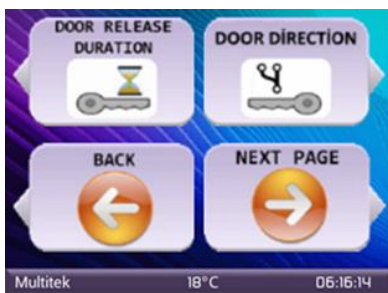 DOOR RELEASE
DURATION
DOOR DİRECTİON
BACK
NEXT PAGE
Multitek 18°C 06:16:14